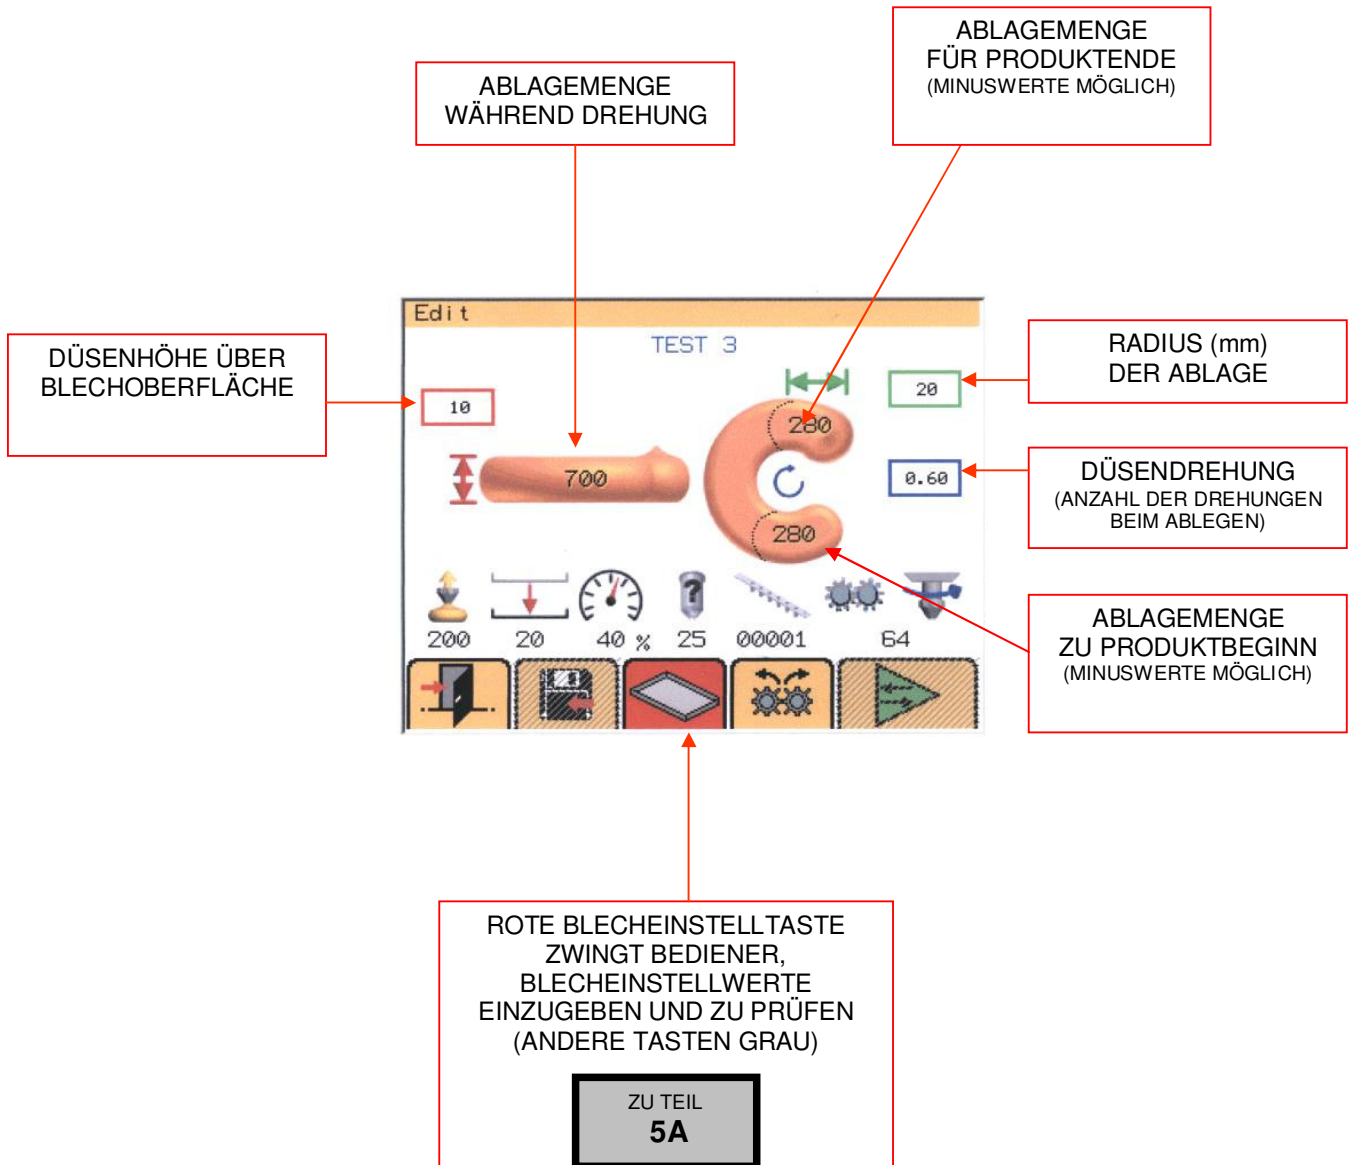 ABLAGEMENGE
FÜR PRODUKTENDE
(MINUSWERTE MÖGLICH)
ABLAGEMENGE
WÄHREND DREHUNG
DÜSENHÖHE ÜBER
BLECHOBERFLÄCHE
Edit
TEST 3
10
20
280
700
0.60
280
200 20 40 % 25 00001 64
RADIUS (mm)
DER ABLAGE
DÜSENDREHUNG
(ANZAHL DER DREHUNGEN
BEIM ABLEGEN)
ABLAGEMENGE
ZU PRODUKTBEGINN
(MINUSWERTE MÖGLICH)
ROTE BLECHEINSTELLTASTE
ZWINGT BEDIENER,
BLECHEINSTELLWERTE
EINZUGEBEN UND ZU PRÜFEN
(ANDERE TASTEN GRAU)
ZU TEIL
5A